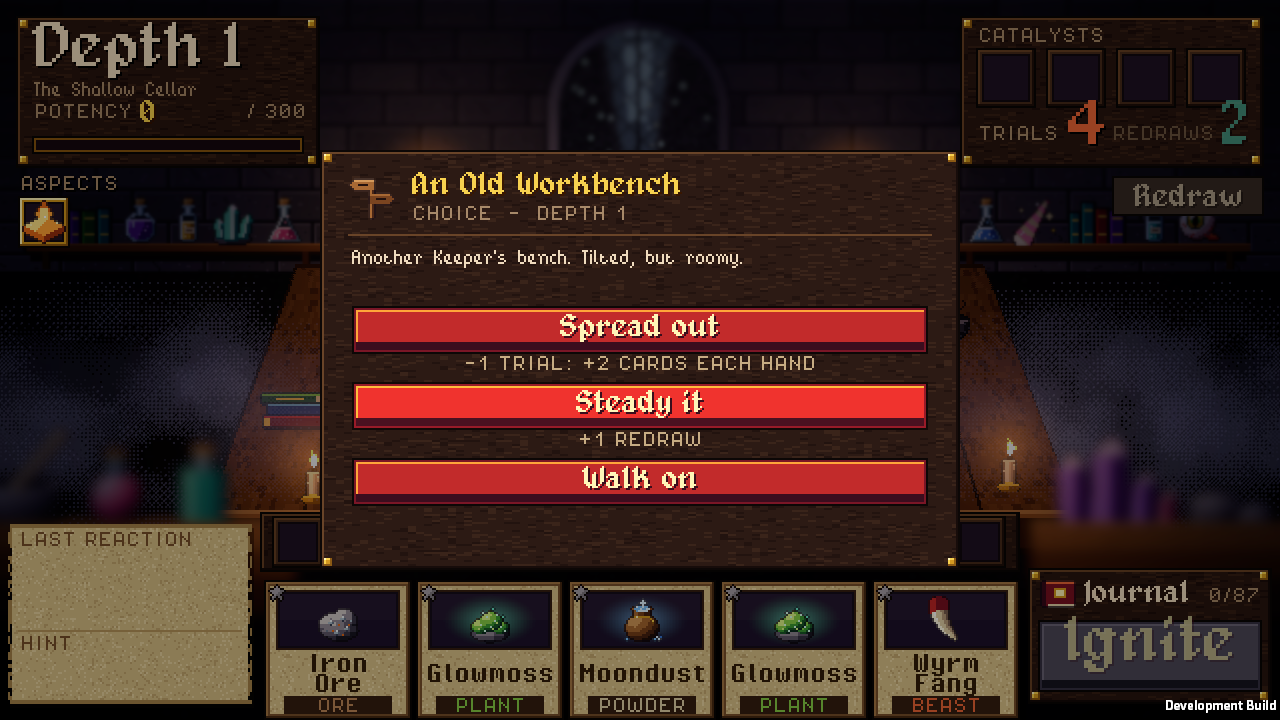 Depth 1
The Shallow Cellar
POTENCY 0 / 300
ASPECTS
CATALYSTS
TRIALS 4 REDRAWS 2
Redraw
An Old Workbench
CHOICE - DEPTH 1
Another Keeper's bench. Tilted, but roomy.
Spread out
-1 TRIAL: +2 CARDS EACH HAND
Steady it
+1 REDRAW
Walk on
LAST REACTION
HINT
Iron
Ore
ORE
Glowmoss
PLANT
Moondust
POWDER
Glowmoss
PLANT
Wyrm
Fang
BEAST
Journal 0/87
Ignite
Development Build